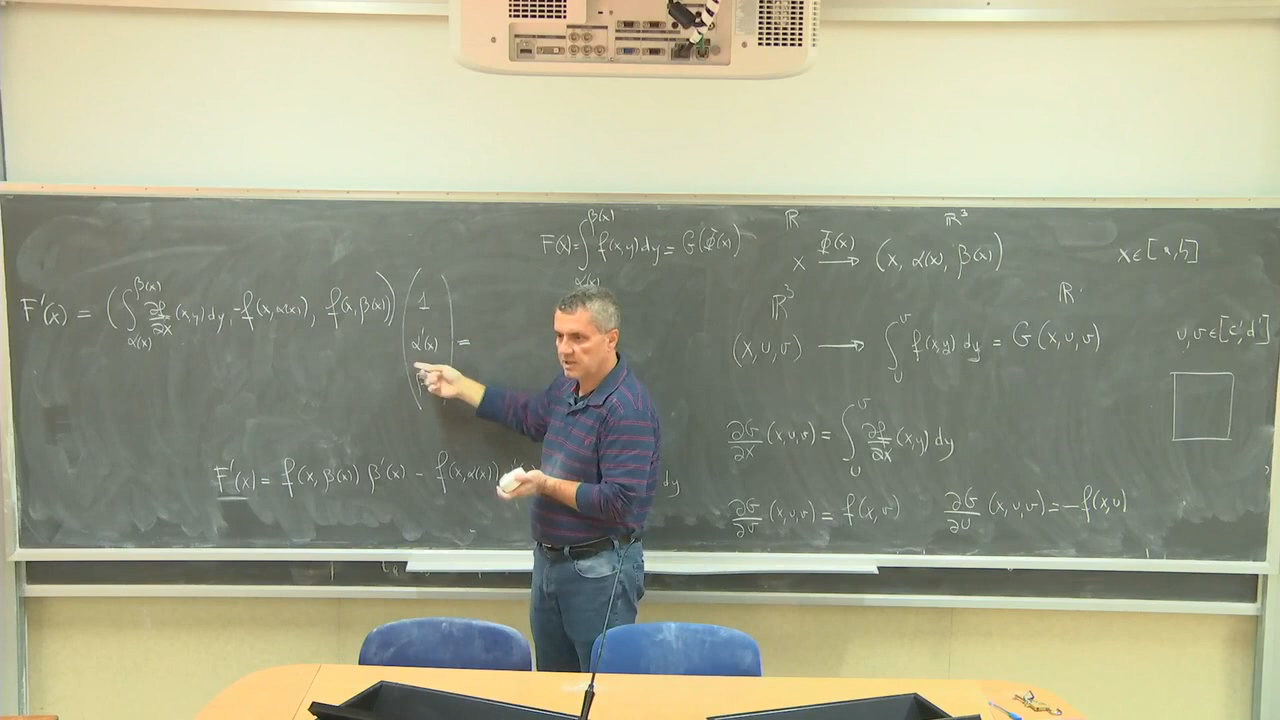 F(x) = ∫_{α(x)}^{β(x)} f(x,y) dy = G(Φ(x))
ℝ ℝ³
x —Φ(x)→ (x, α(x), β(x))
x ∈ [a,b]
F'(x) = (∫_{α(x)}^{β(x)} ∂f/∂x (x,y) dy, -f(x,α(x)), f(x,β(x))) (1
α'(x)
) =
ℝ³ ℝ
(x,u,v) → ∫_u^v f(x,y) dy = G(x,u,v)
u,v ∈ [c',d']
∂G/∂x (x,u,v) = ∫_u^v ∂f/∂x (x,y) dy
F'(x) = f(x,β(x)) β'(x) - f(x,α(x)) dy
∂G/∂v (x,u,v) = f(x,v)
∂G/∂u (x,u,v) = -f(x,u)